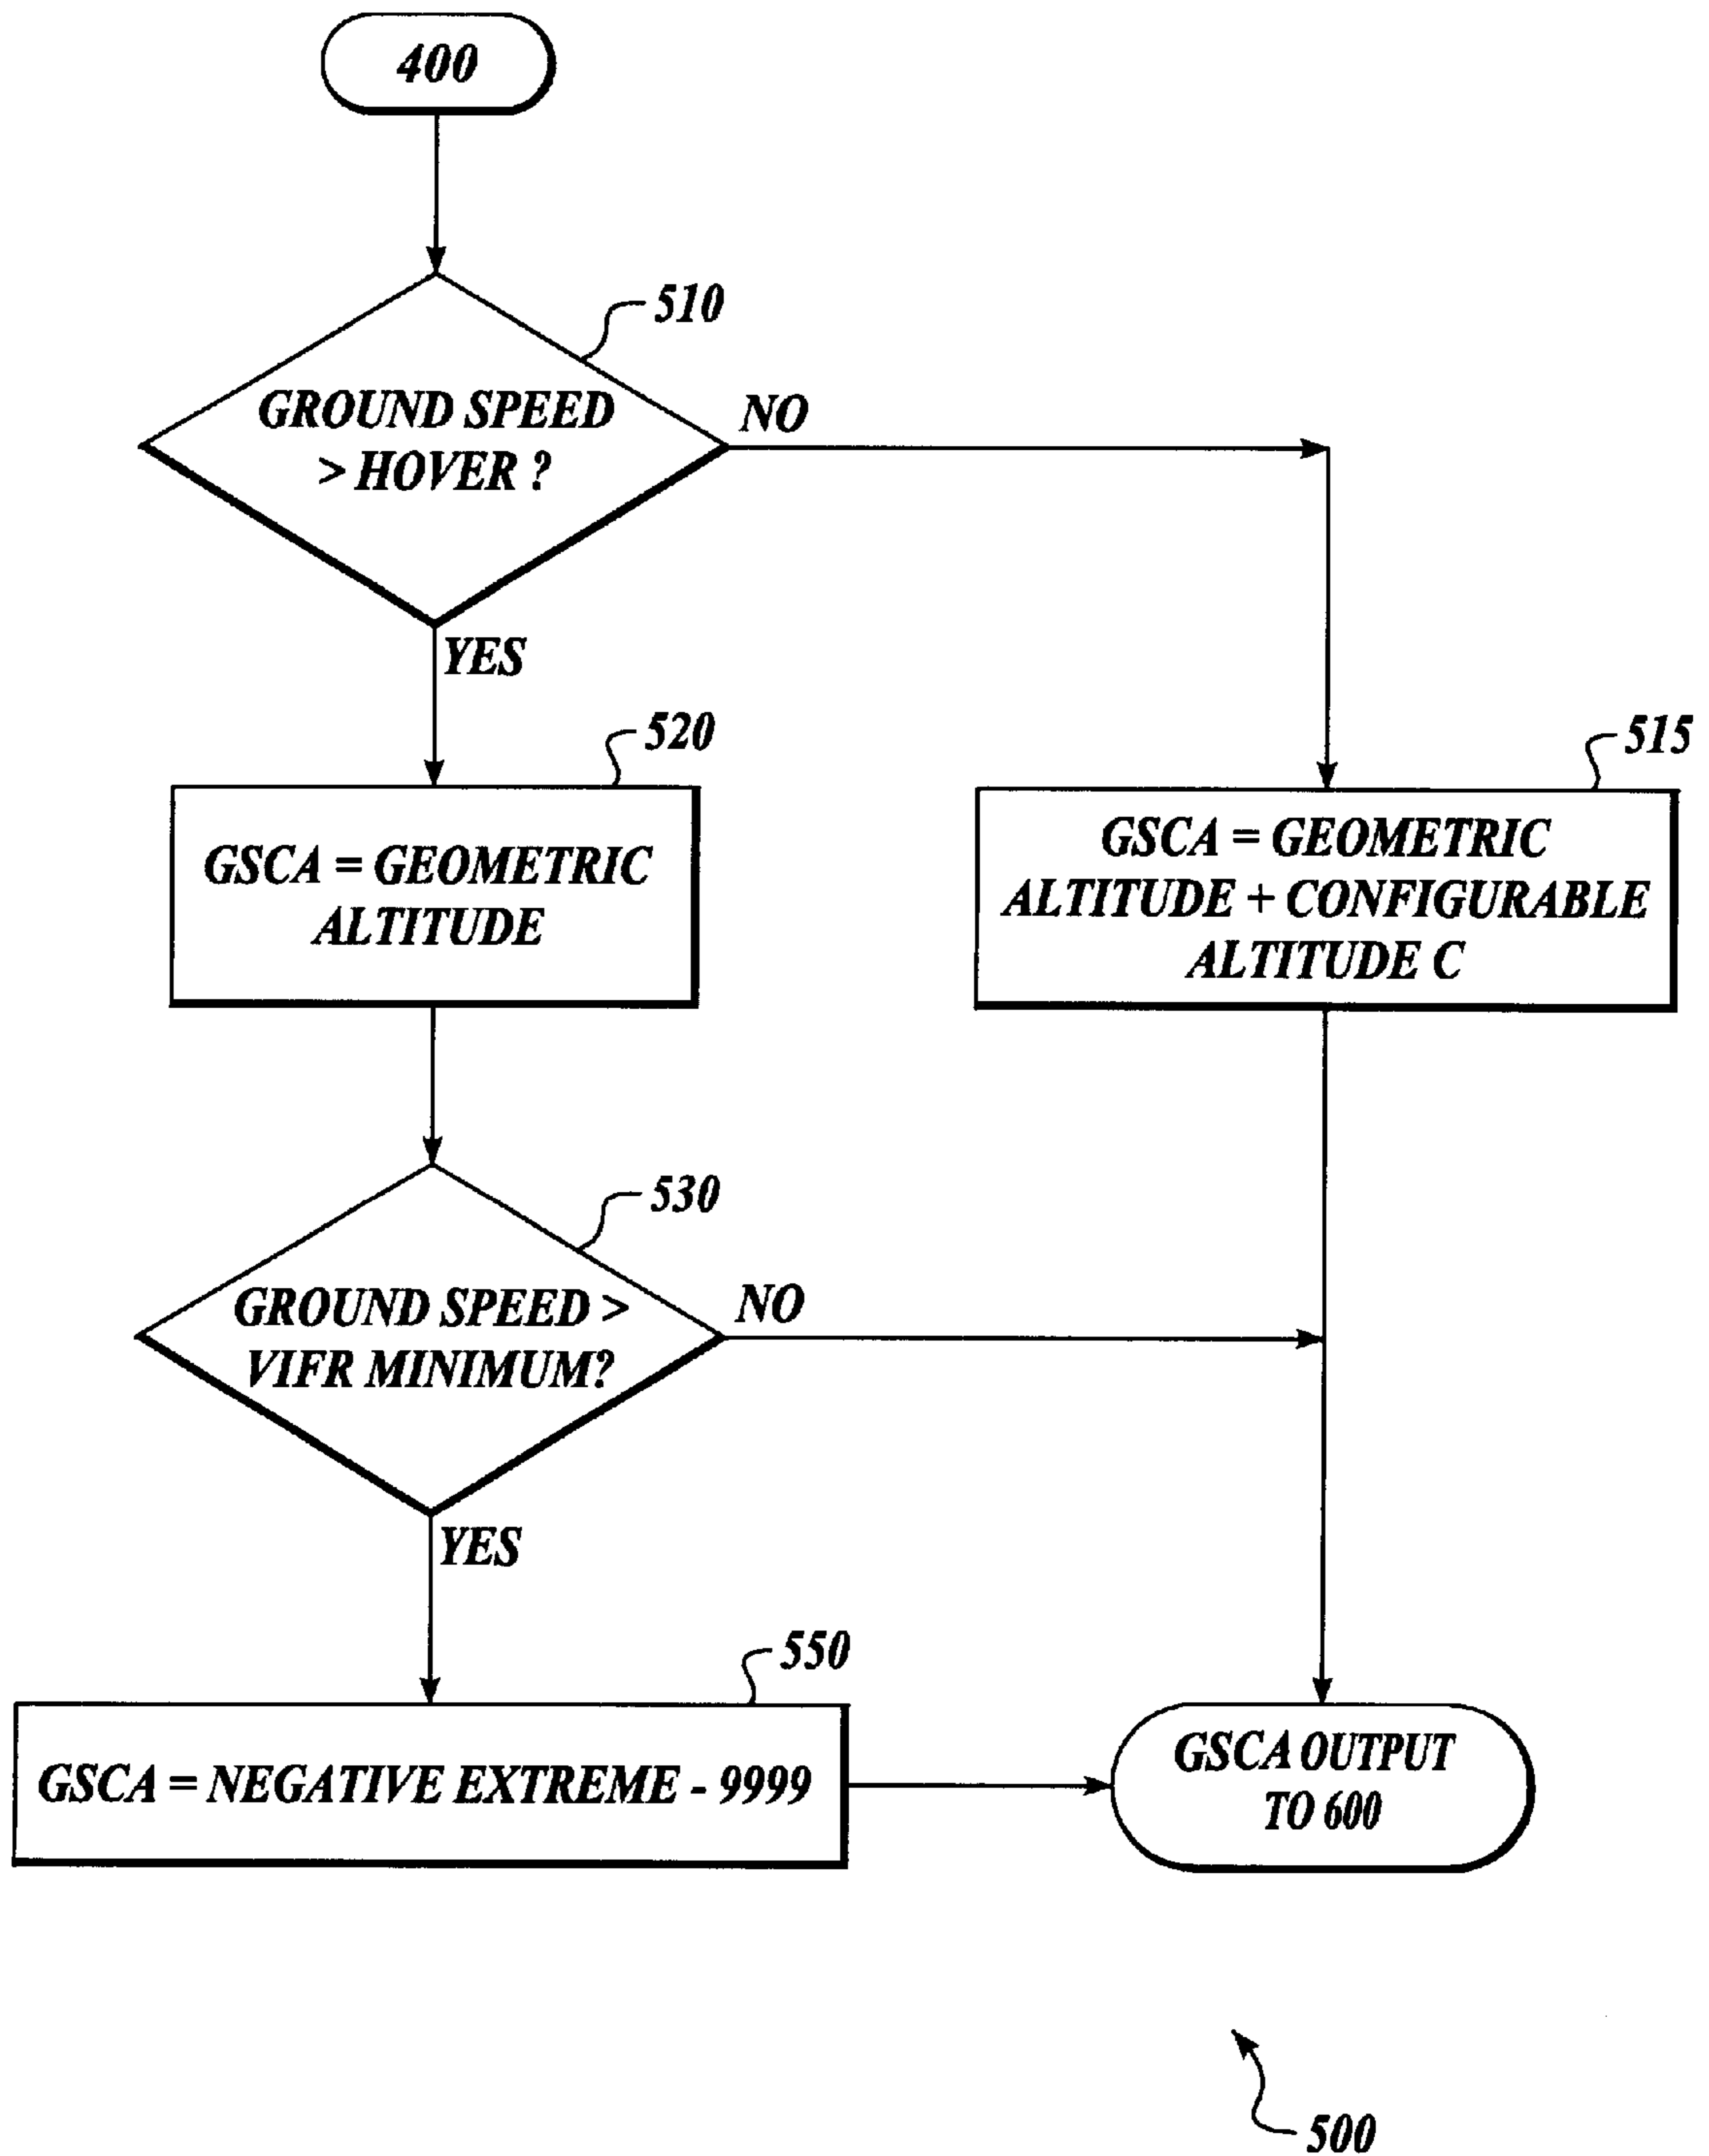 400
510
GROUND SPEED
> HOVER ?
NO
YES
520
GSCA = GEOMETRIC
ALTITUDE
515
GSCA = GEOMETRIC
ALTITUDE + CONFIGURABLE
ALTITUDE C
530
GROUND SPEED >
VIFR MINIMUM?
NO
YES
550
GSCA = NEGATIVE EXTREME - 9999
GSCA OUTPUT
TO 600
500